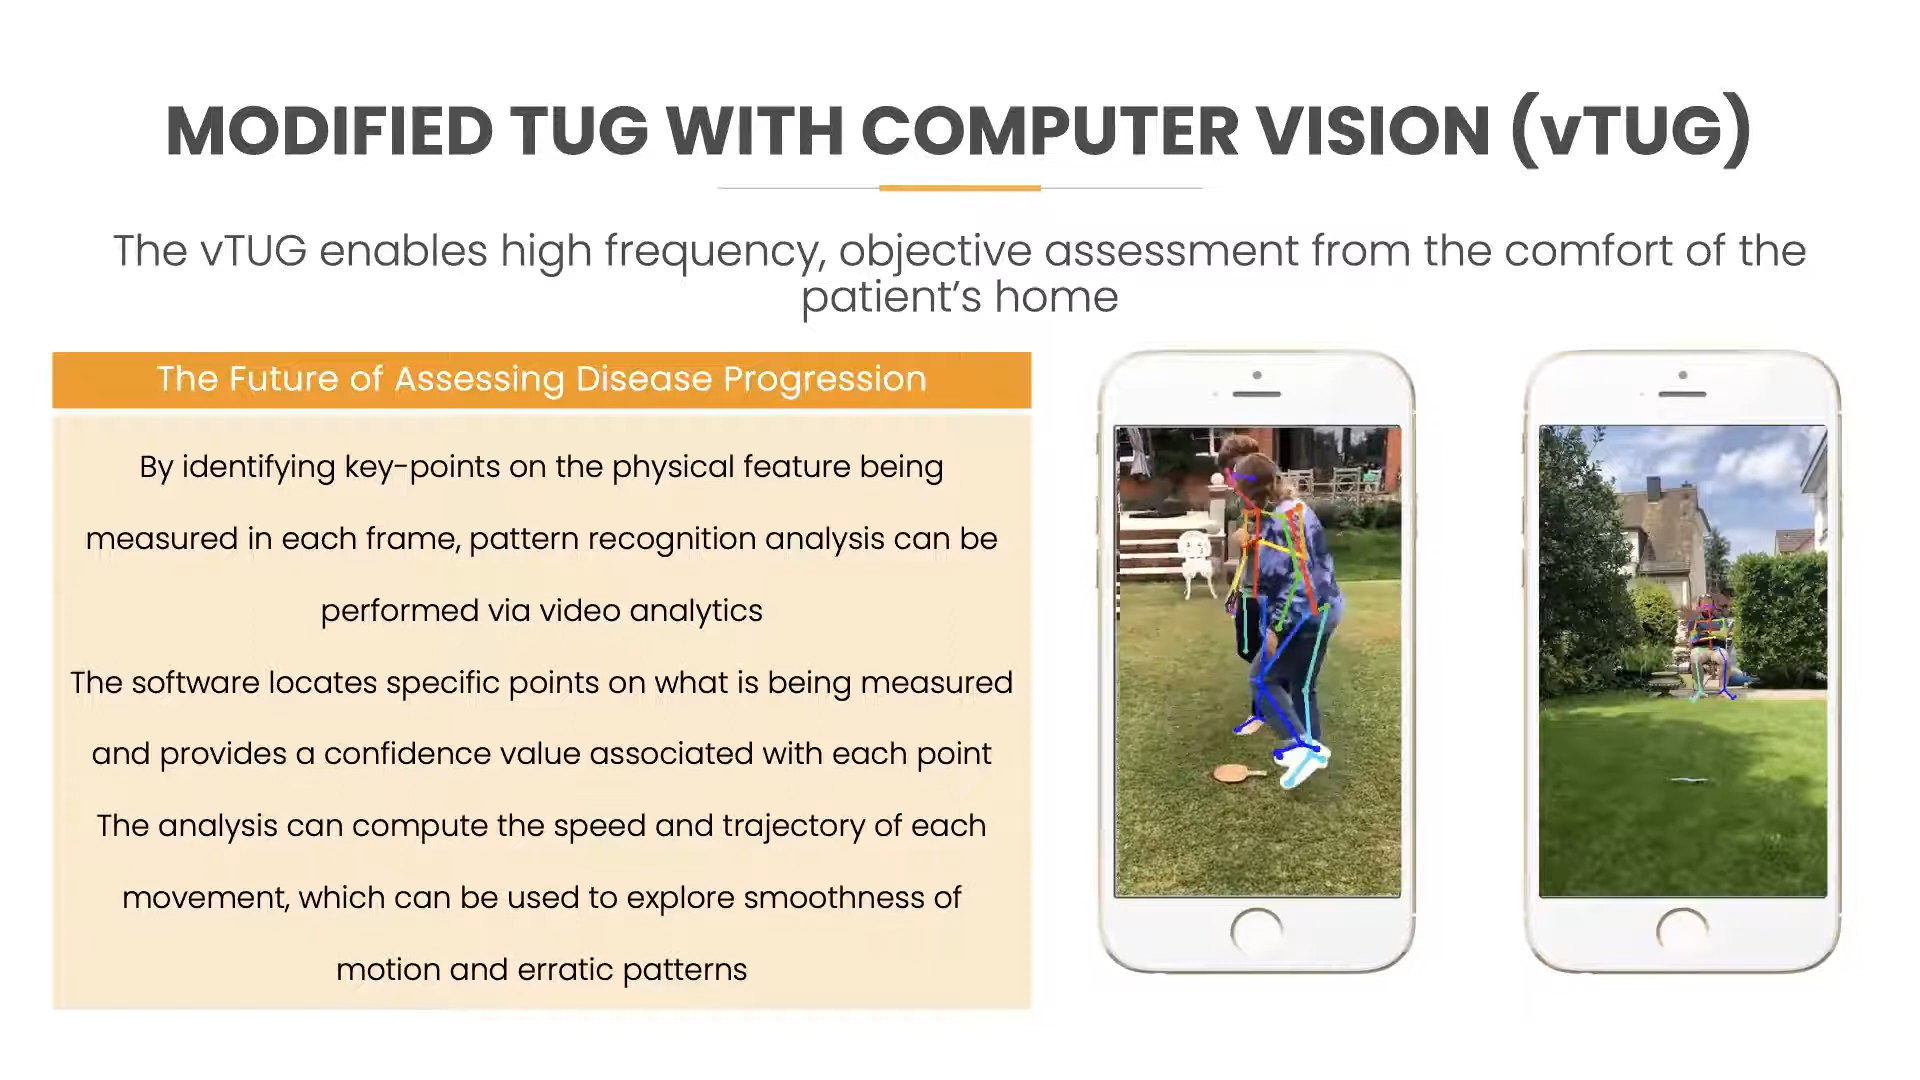 MODIFIED TUG WITH COMPUTER VISION (vTUG)
The vTUG enables high frequency, objective assessment from the comfort of the
patient’s home
The Future of Assessing Disease Progression
By identifying key-points on the physical feature being
measured in each frame, pattern recognition analysis can be
performed via video analytics
The software locates specific points on what is being measured
and provides a confidence value associated with each point
The analysis can compute the speed and trajectory of each
movement, which can be used to explore smoothness of
motion and erratic patterns